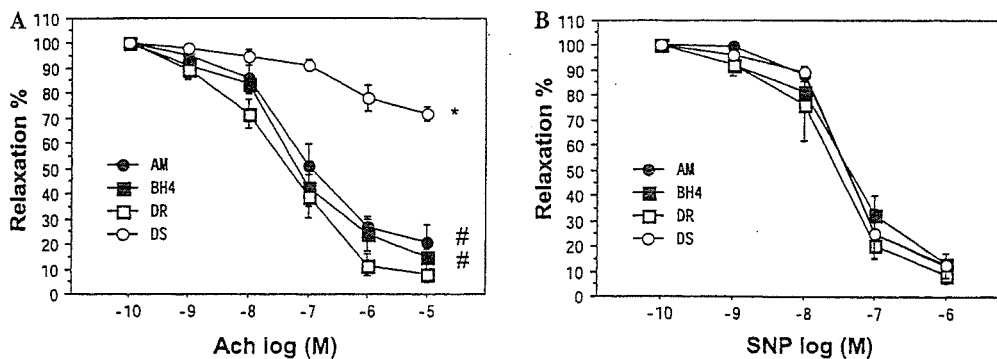 A
Relaxation %
110
100
90
80
70
60
50
40
30
20
10
0
AM
BH4
DR
DS
*
#
#
-10
-9
-8
-7
-6
-5
Ach log (M)
B
Relaxation %
110
100
90
80
70
60
50
40
30
20
10
0
AM
BH4
DR
DS
-10
-9
-8
-7
-6
SNP log (M)